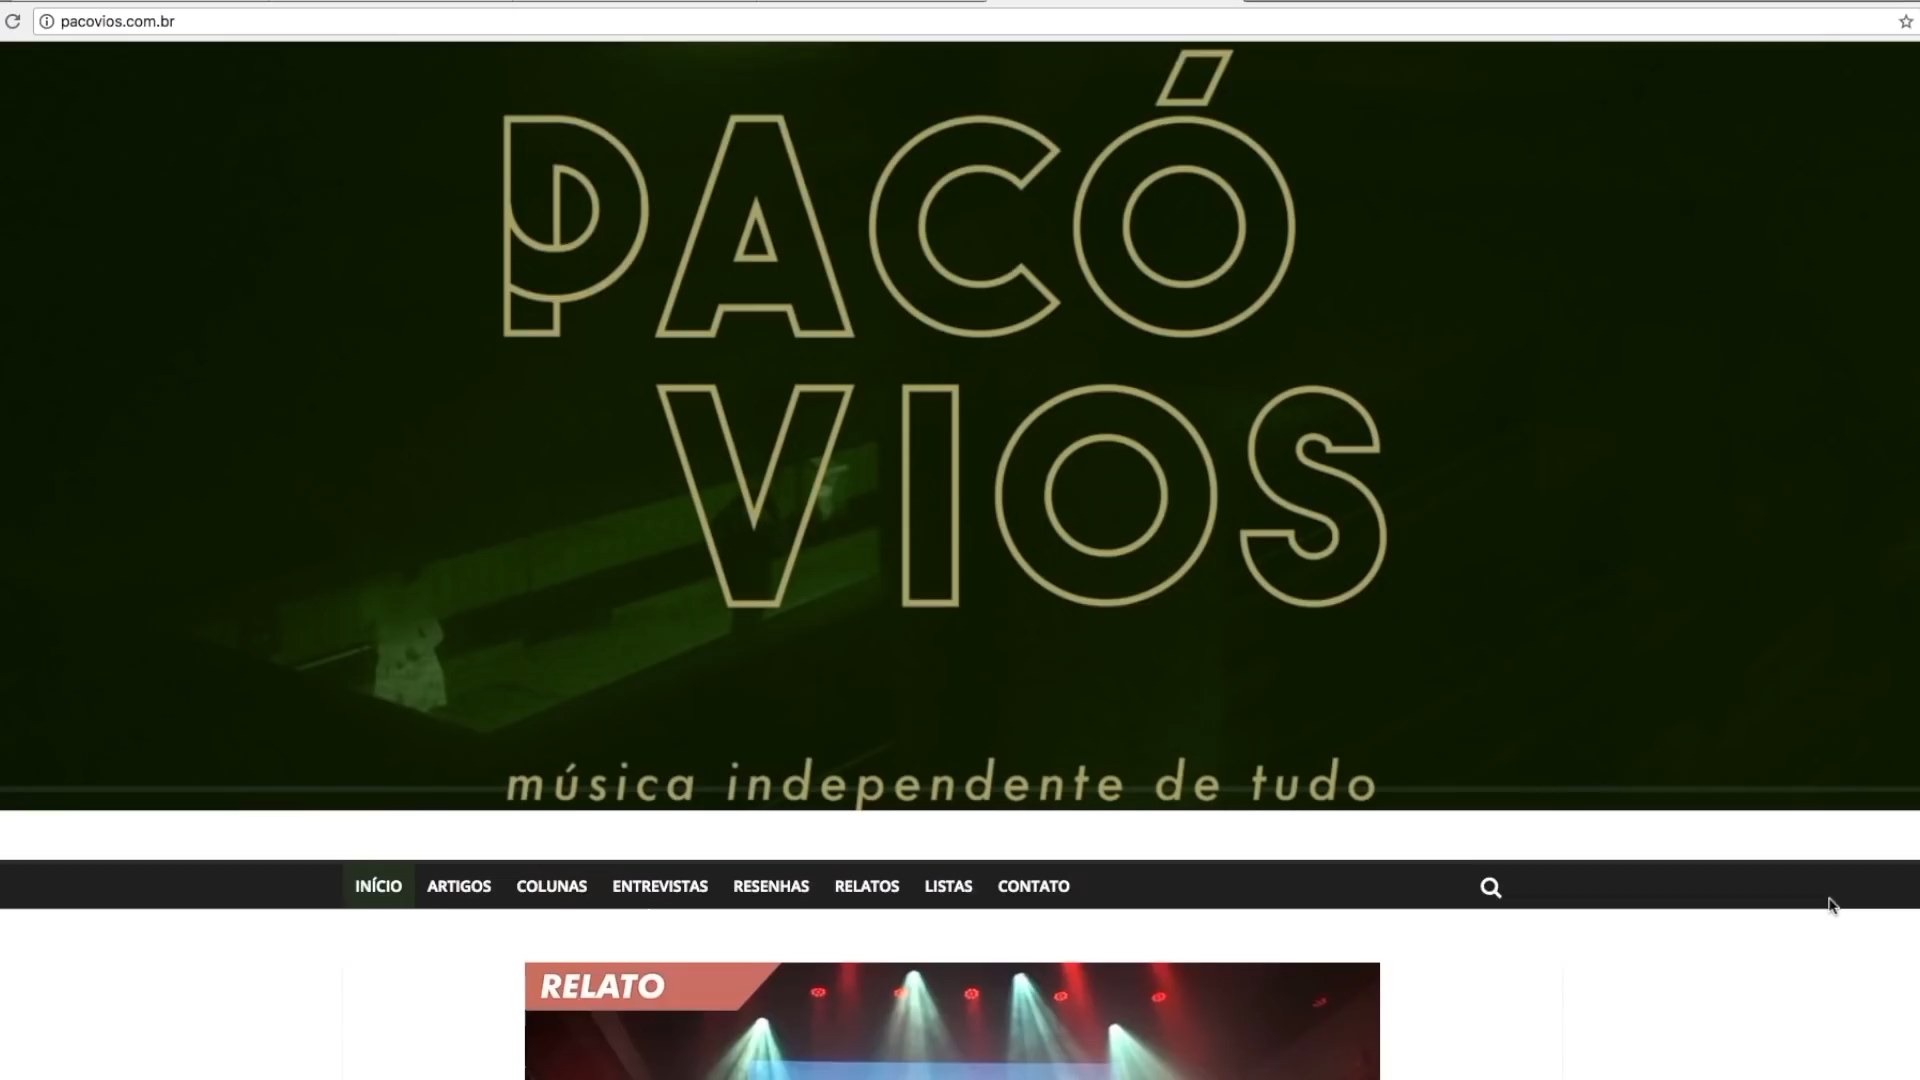 pacovios.com.br
PACÓ
VIOS
música independente de tudo
INÍCIO ARTIGOS COLUNAS ENTREVISTAS RESENHAS RELATOS LISTAS CONTATO
RELATO